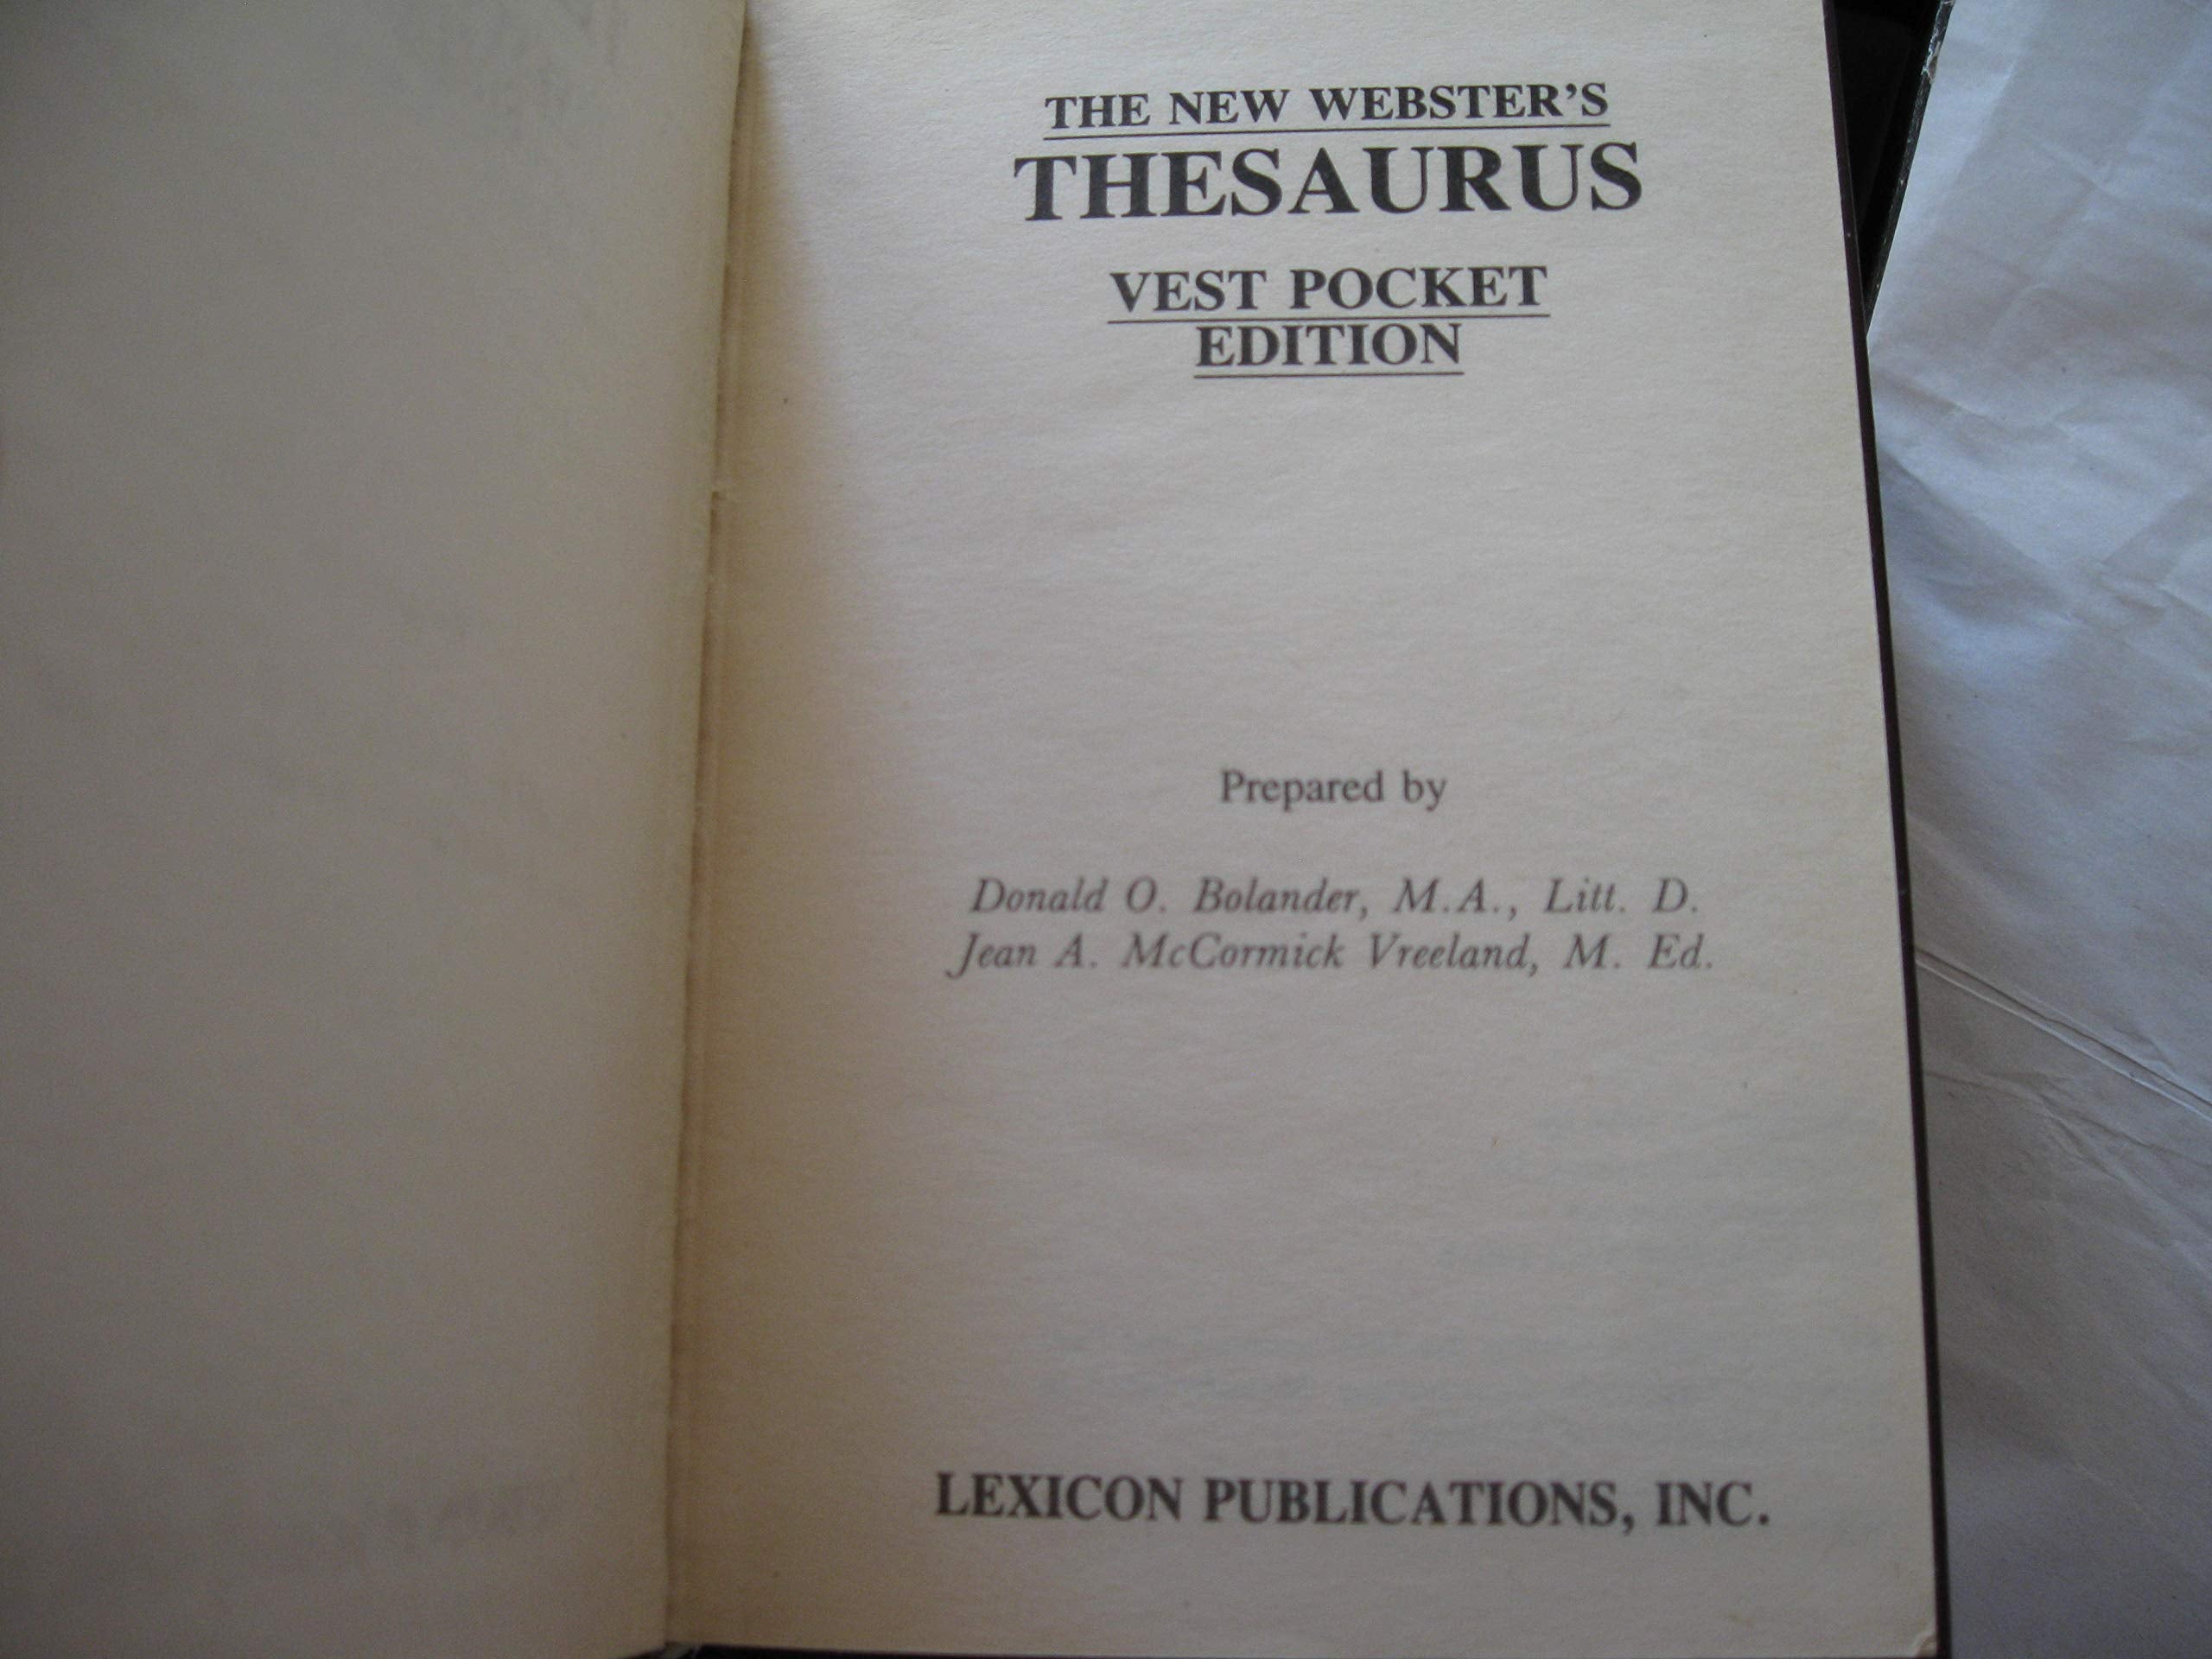 THE NEW WEBSTER'S
THESAURUS
VEST POCKET
EDITION
Prepared by
Donald O. Bolander, M.A., Litt. D.
Jean A. McCormick Vreeland, M. Ed.
LEXICON PUBLICATIONS, INC.